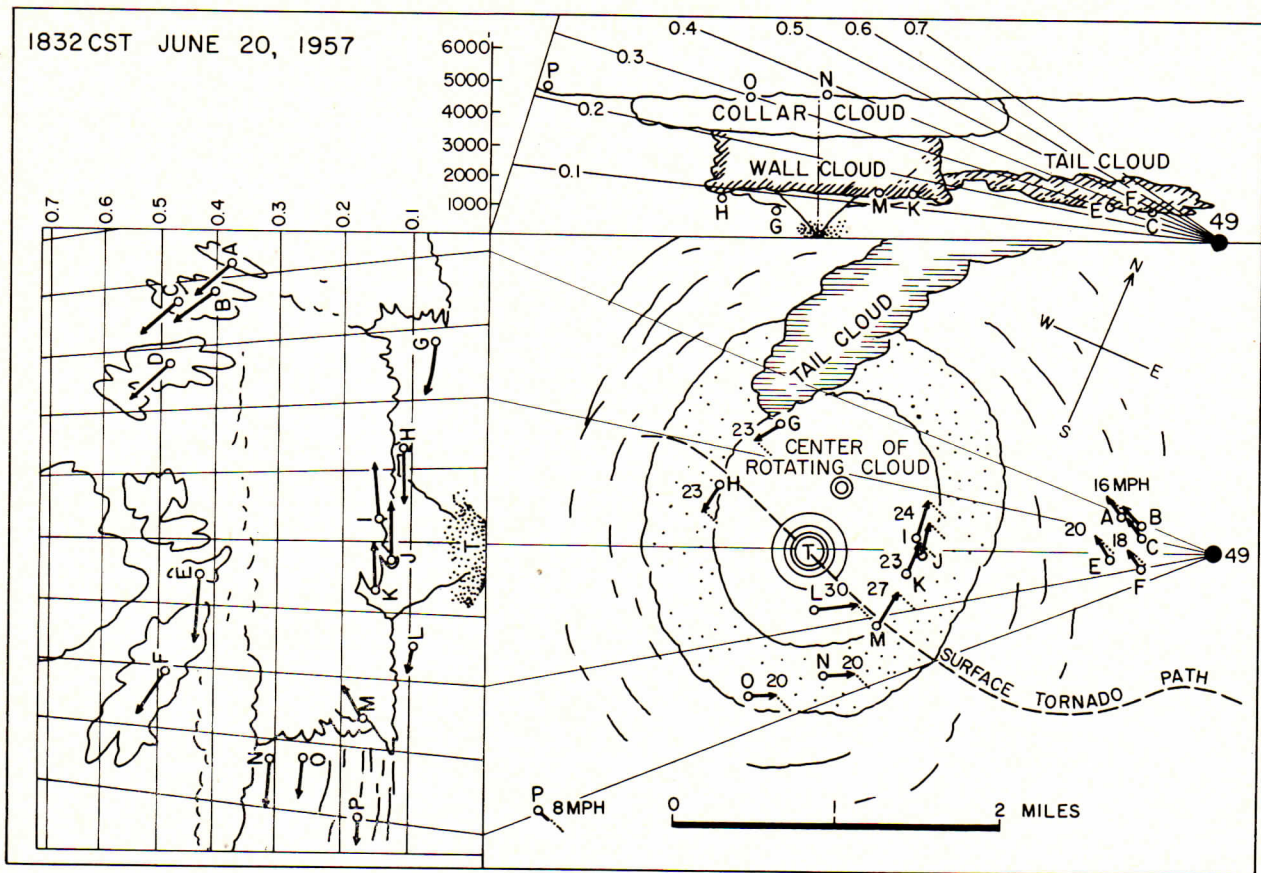 1832 CST JUNE 20, 1957
6000
5000
4000
3000
2000
1000
0.1
0.2
0.3
0.4
0.5
0.6
0.7
P
O
N
COLLAR CLOUD
WALL CLOUD
TAIL CLOUD
H
G
M
K
E
F
C
49
0.7
0.6
0.5
0.4
0.3
0.2
0.1
A
B
C
D
E
F
G
H
I
J
K
T
L
M
N
O
P
TAIL CLOUD
N
W
E
S
23
G
CENTER OF
ROTATING CLOUD
23
H
16 MPH
A
B
24
I
20
18
C
T
J
49
23
E
F
K
L
30
27
M
SURFACE TORNADO PATH
N
20
O
20
P
8 MPH
0
1
2 MILES